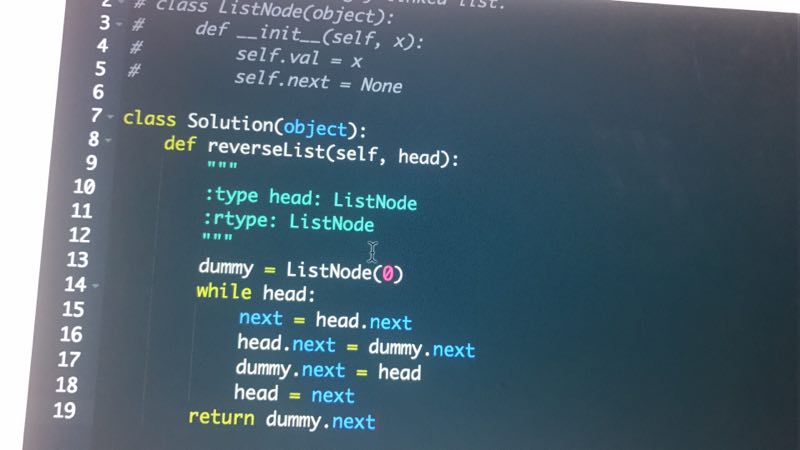 2 # class ListNode(object):
3 #     def __init__(self, x):
4 #         self.val = x
5 #         self.next = None
6
7 class Solution(object):
8     def reverseList(self, head):
9         """
10         :type head: ListNode
11         :rtype: ListNode
12         """
13         dummy = ListNode(0)
14         while head:
15             next = head.next
16             head.next = dummy.next
17             dummy.next = head
18             head = next
19         return dummy.next